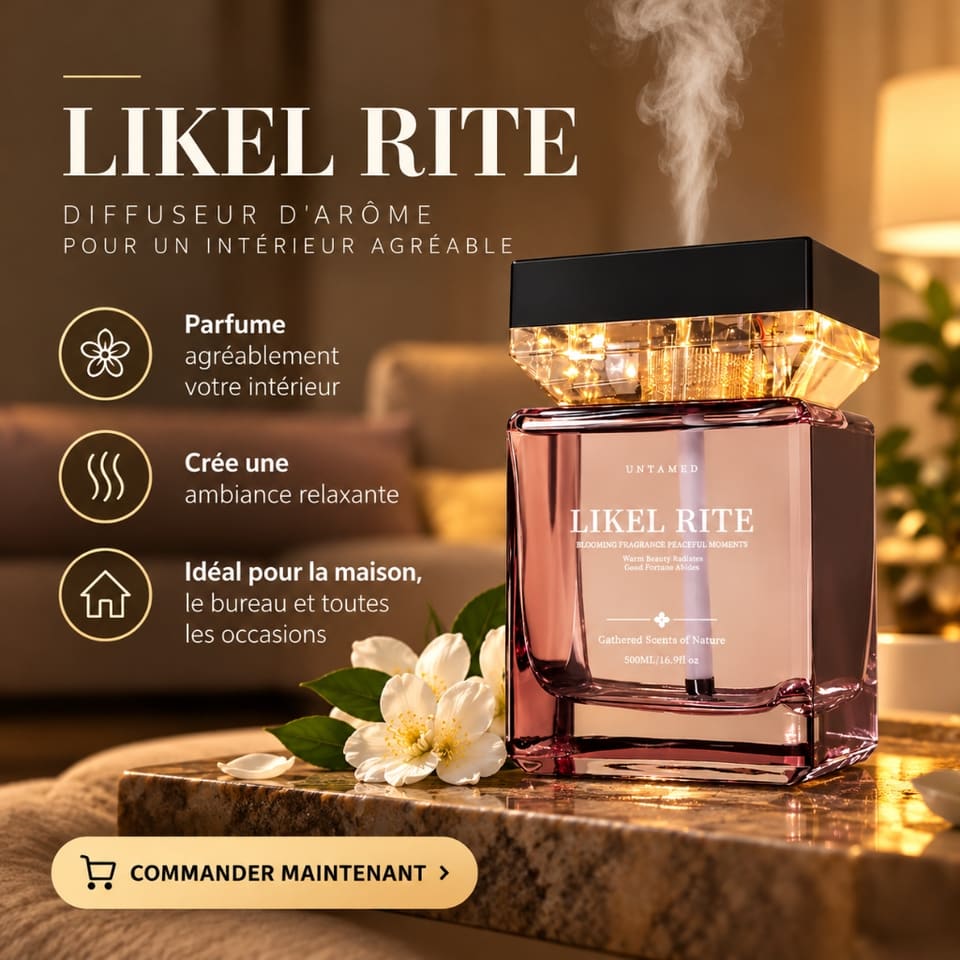 LIKEL RITE
DIFFUSEUR D'ARÔME
POUR UN INTÉRIEUR AGRÉABLE
Parfume
agréablement
votre intérieur
Crée une
ambiance relaxante
Idéal pour la maison,
le bureau et toutes
les occasions
UNTAMED
LIKEL RITE
BLOOMING FRAGRANCE PEACEFUL MOMENTS
Warm Beauty Radiates
Good Fortune Abides
Gathered Scents of Nature
500ML/16.9fl oz
COMMANDER MAINTENANT